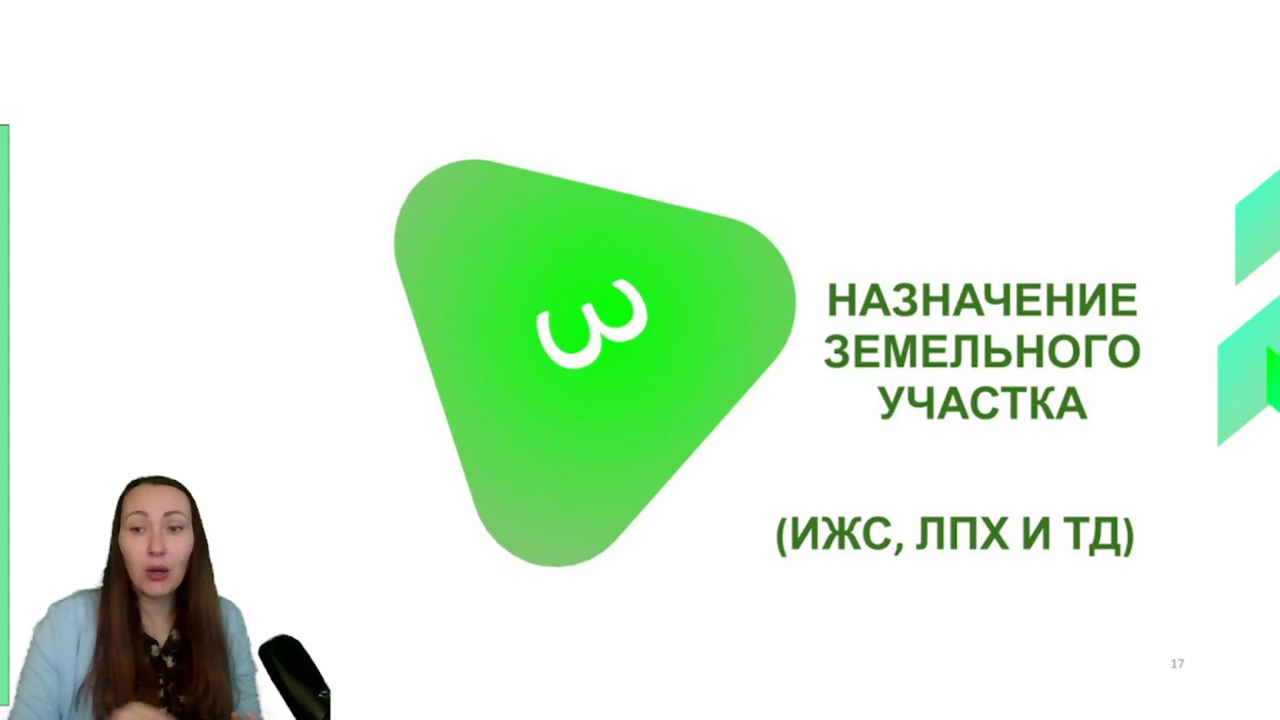 3
НАЗНАЧЕНИЕ
ЗЕМЕЛЬНОГО
УЧАСТКА
(ИЖС, ЛПХ И ТД)
17